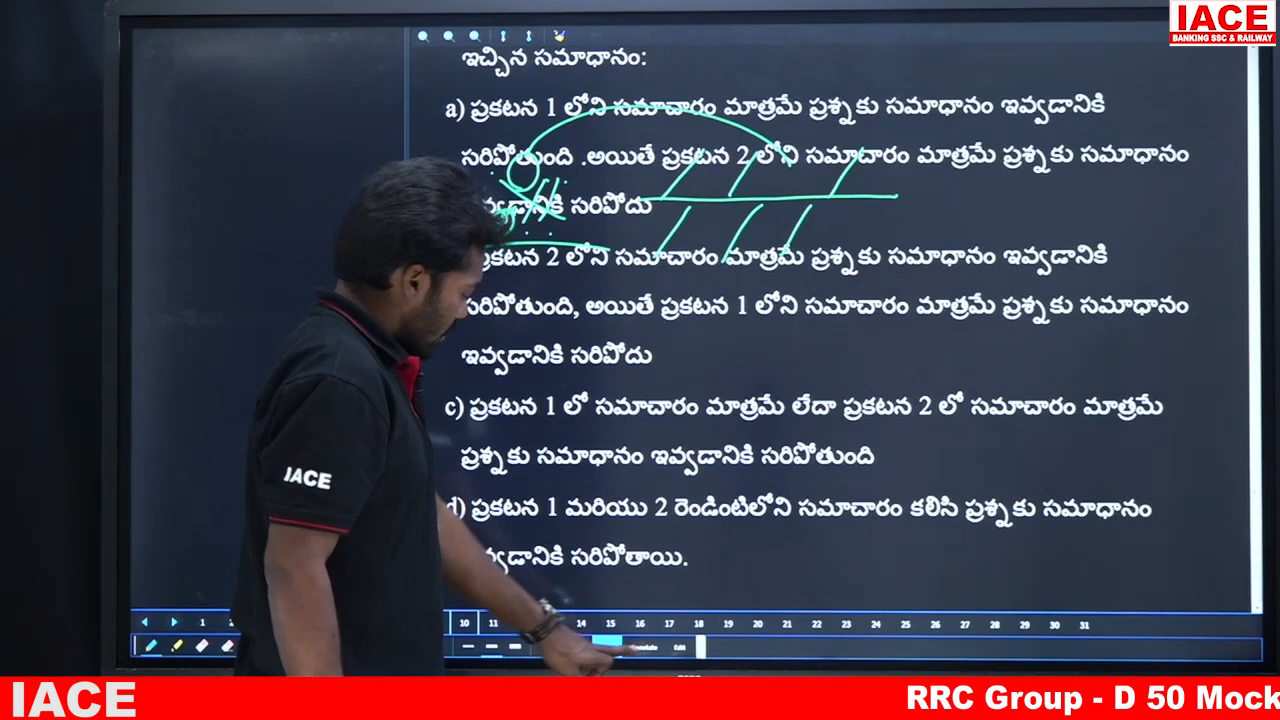 IACE
BANKING SSC & RAILWAY
ఇచ్చిన సమాధానం:
a) ప్రకటన 1 లోని సమాచారం మాత్రమే ప్రశ్నకు సమాధానం ఇవ్వడానికి
సరిపోతుంది .అయితే ప్రకటన 2 లోని సమాచారం మాత్రమే ప్రశ్నకు సమాధానం
సరిపోదు
2 లోని సమాచారం మాత్రమే ప్రశ్నకు సమాధానం ఇవ్వడానికి
సరిపోతుంది, అయితే ప్రకటన 1 లోని సమాచారం మాత్రమే ప్రశ్నకు సమాధానం
ఇవ్వడానికి సరిపోదు
c) ప్రకటన 1 లో సమాచారం మాత్రమే లేదా ప్రకటన 2 లో సమాచారం మాత్రమే
ప్రశ్నకు సమాధానం ఇవ్వడానికి సరిపోతుంది
d) ప్రకటన 1 మరియు 2 రెండింటిలోని సమాచారం కలిసి ప్రశ్నకు సమాధానం
సరిపోతాయి.
IACE
1 10 11 14 15 16 17 18 19 20 21 22 23 24 25 26 27 28 29 30 31
Edit
IACE
RRC Group - D 50 Mock